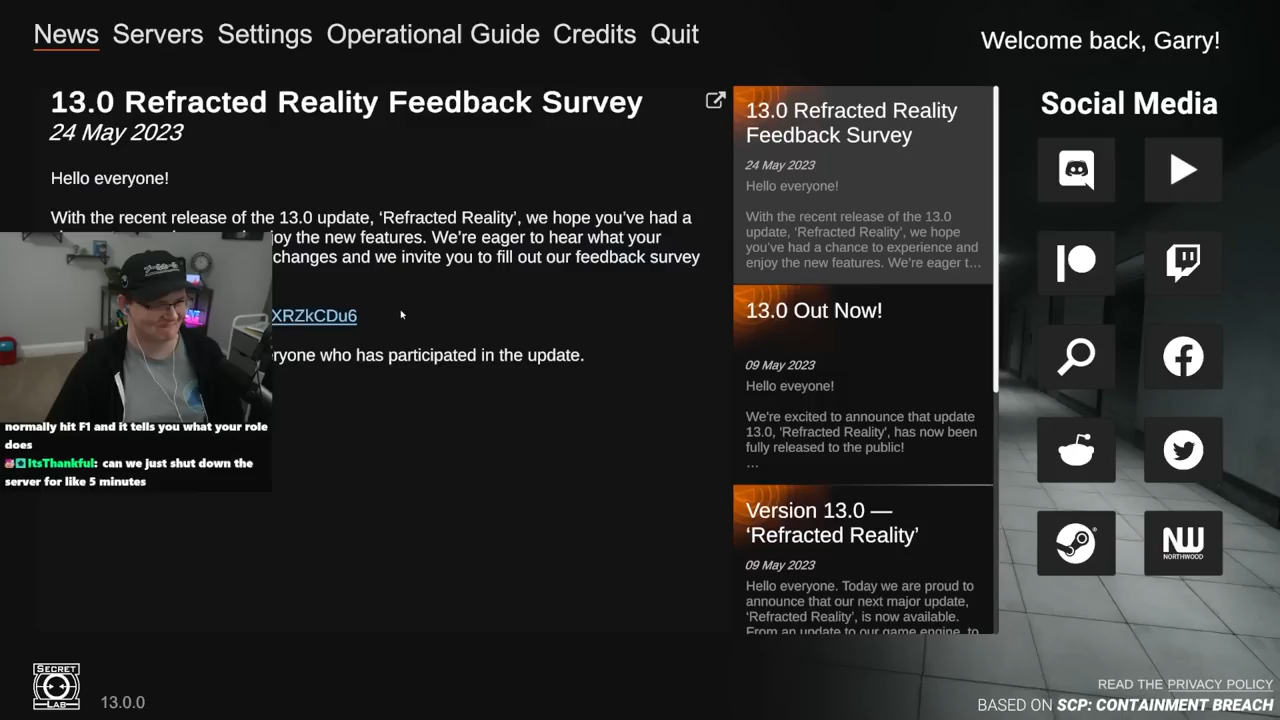 News Servers Settings Operational Guide Credits Quit
Welcome back, Garry!
13.0 Refracted Reality Feedback Survey
24 May 2023
Hello everyone!
With the recent release of the 13.0 update, ‘Refracted Reality’, we hope you’ve had a
joy the new features. We’re eager to hear what your
changes and we invite you to fill out our feedback survey
XRZkCDu6
ryone who has participated in the update.
normally hit F1 and it tells you what your role
does
ItsThankful: can we just shut down the
server for like 5 minutes
13.0 Refracted Reality
Feedback Survey
24 May 2023
Hello everyone!
With the recent release of the 13.0
update, ‘Refracted Reality’, we hope
you’ve had a chance to experience and
enjoy the new features. We’re eager t...
13.0 Out Now!
09 May 2023
Hello eveyone!
We're excited to announce that update
13.0, 'Refracted Reality', has now been
fully released to the public!
...
Version 13.0 —
‘Refracted Reality’
09 May 2023
Hello everyone. Today we are proud to
announce that our next major update,
‘Refracted Reality’, is now available.
From an update to our game engine, to
Social Media
NW
NORTHWOOD
SECRET
LAB
13.0.0
READ THE PRIVACY POLICY
BASED ON SCP: CONTAINMENT BREACH